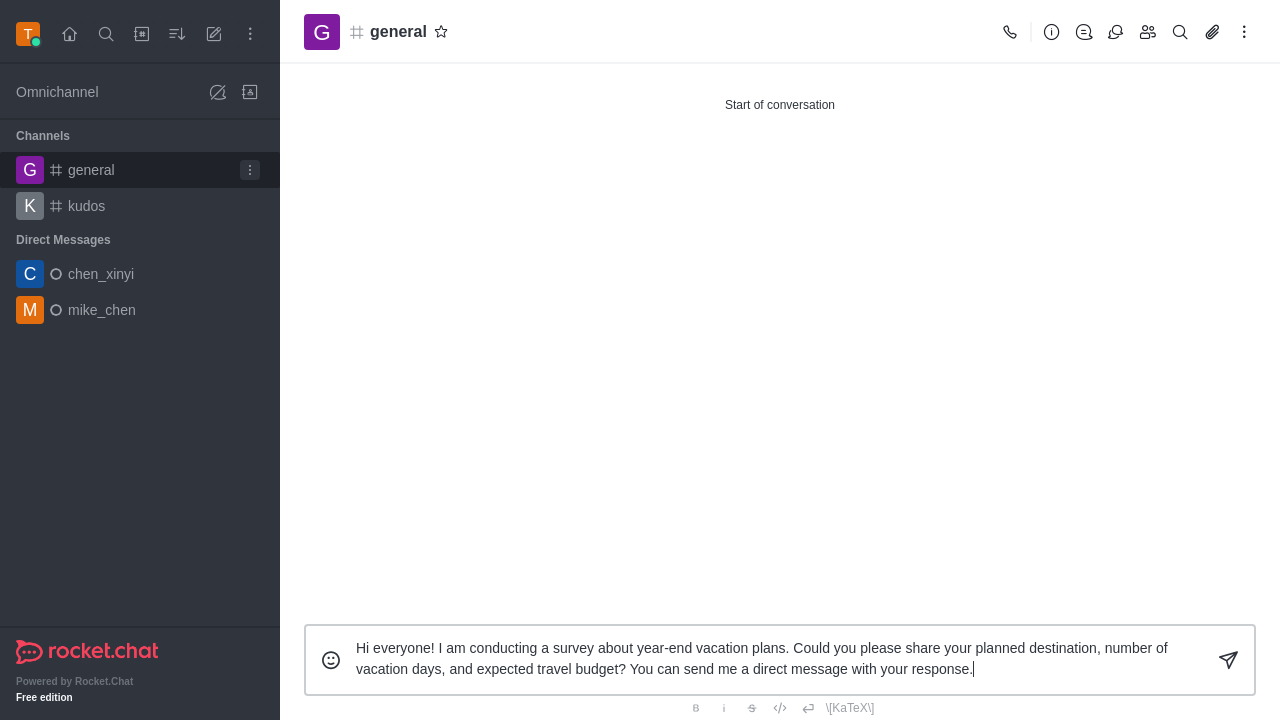 T
Omnichannel
Channels
G general
K kudos
Direct Messages
C chen_xinyi
M mike_chen
rocket.chat
Powered by Rocket.Chat
Free edition
G general
Start of conversation
Hi everyone! I am conducting a survey about year-end vacation plans. Could you please share your planned destination, number of
vacation days, and expected travel budget? You can send me a direct message with your response.
B i S \[KaTeX\]